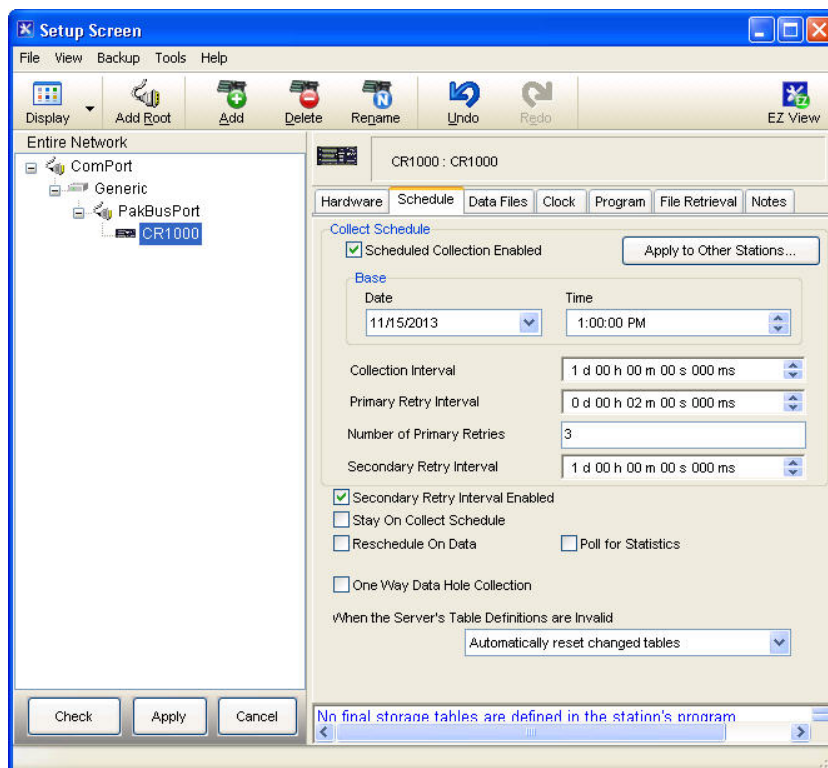 Setup Screen
File View Backup Tools Help
Display Add Root Add Delete Rename Undo Redo EZ View
Entire Network
ComPort
Generic
PakBusPort
CR1000
CR1000 : CR1000
Hardware Schedule Data Files Clock Program File Retrieval Notes
Collect Schedule
Scheduled Collection Enabled
Apply to Other Stations...
Base
Date Time
11/15/2013 1:00:00 PM
Collection Interval 1 d 00 h 00 m 00 s 000 ms
Primary Retry Interval 0 d 00 h 02 m 00 s 000 ms
Number of Primary Retries 3
Secondary Retry Interval 1 d 00 h 00 m 00 s 000 ms
Secondary Retry Interval Enabled
Stay On Collect Schedule
Reschedule On Data Poll for Statistics
One Way Data Hole Collection
When the Server's Table Definitions are Invalid
Automatically reset changed tables
Check Apply Cancel
No final storage tables are defined in the station's program